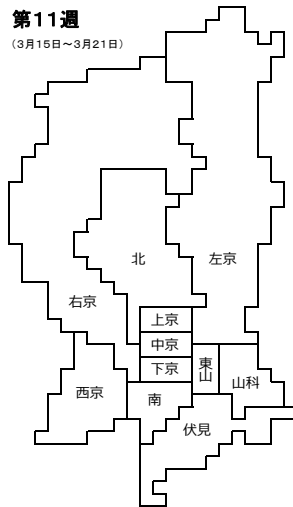 第11週
（3月15日～3月21日）
北
左京
右京
上京
中京
下京
東山
山科
西京
南
伏見